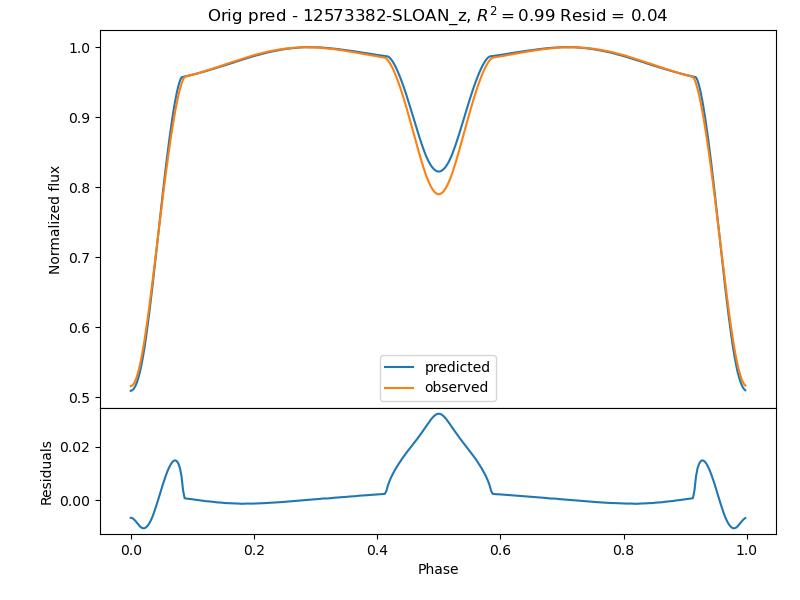 Orig pred - 12573382-SLOAN_z, R² = 0.99 Resid = 0.04
1.0
0.9
0.8
0.7
0.6
0.5
Normalized flux
predicted
observed
0.02
0.00
Residuals
0.0 0.2 0.4 0.6 0.8 1.0
Phase